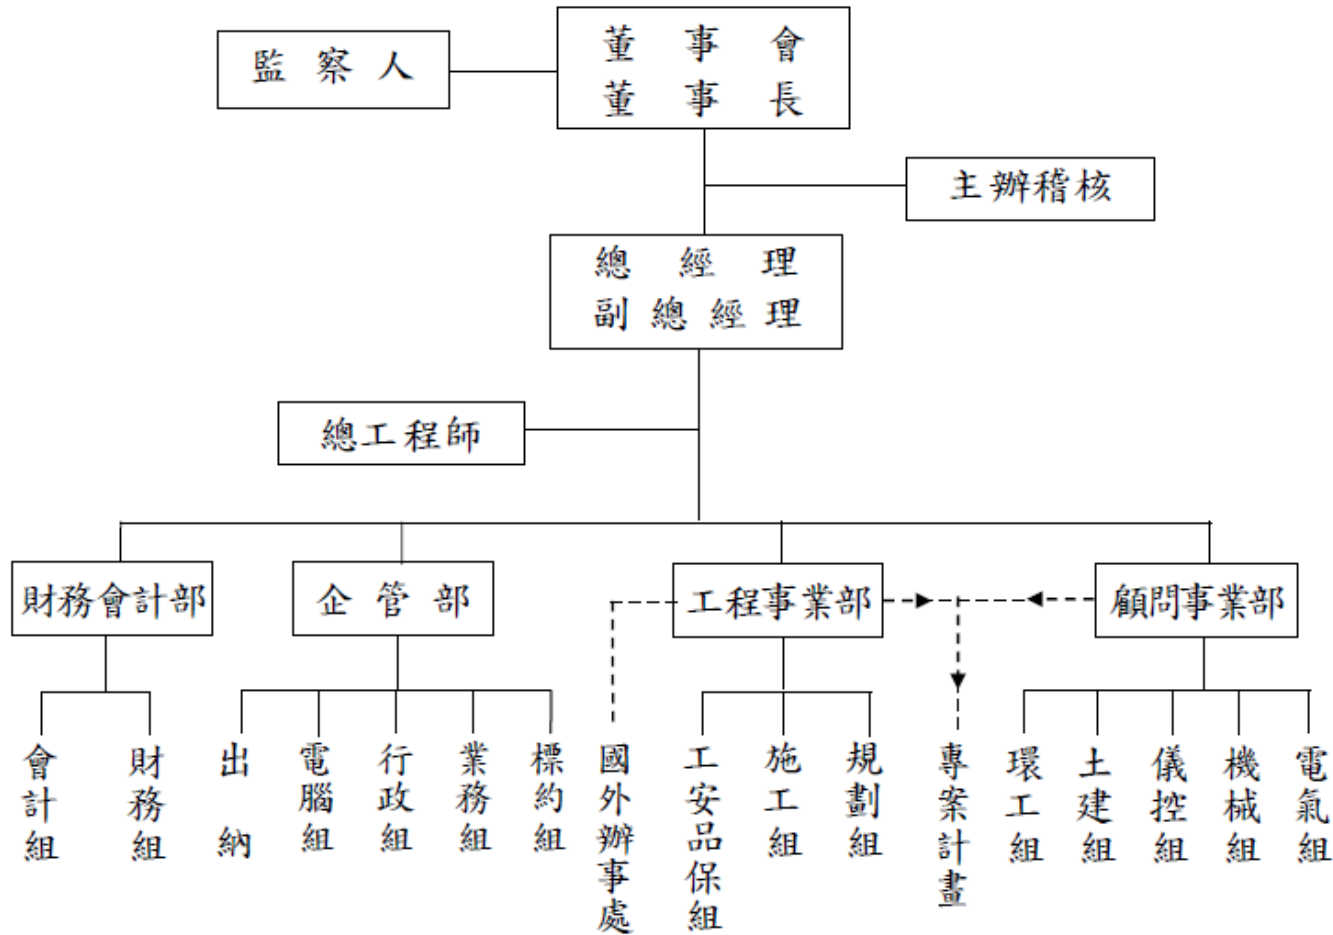 監察人
董事會
董事長
主辦稽核
總經理
副總經理
總工程師
財務會計部
企管部
工程事業部
顧問事業部
會計組
財務組
出納
電腦組
行政組
業務組
標約組
國外辦事處
工安品保組
施工組
規劃組
專案計畫
環工組
土建組
儀控組
機械組
電氣組